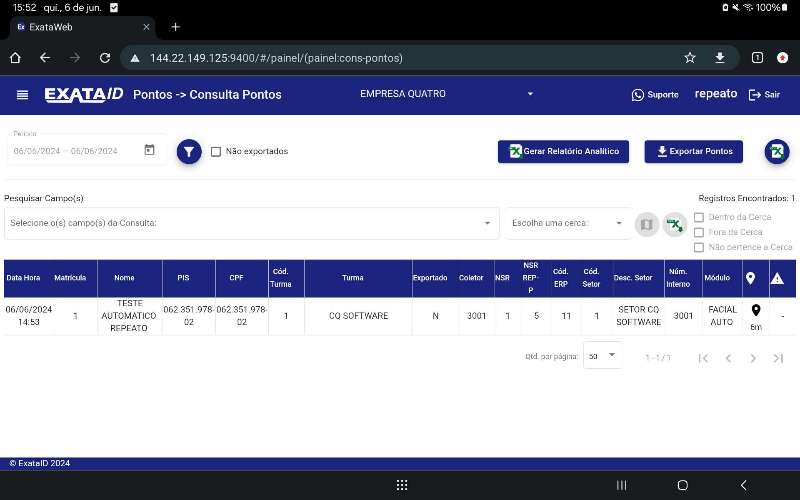 15:52 qui., 6 de jun. 100%
Ex ExataWeb
144.22.149.125:9400/#/painel/(painel:cons-pontos)
1
EXATAID Pontos -> Consulta Pontos EMPRESA QUATRO Suporte repeato Sair
Período
06/06/2024 – 06/06/2024
Não exportados
Gerar Relatório Analítico
Exportar Pontos
Pesquisar Campo(s)
Registros Encontrados: 1
Selecione o(s) campo(s) da Consulta:
Escolha uma cerca:
Dentro da Cerca
Fora da Cerca
Não pertence a Cerca
Data Hora Matrícula Nome PIS CPF Cód. Turma Turma Exportado Coletor NSR NSR REP-P Cód. ERP Cód. Setor Desc. Setor Núm. Interno Módulo
06/06/2024 14:53 1 TESTE AUTOMATICO REPEATO 062.351.978-02 062.351.978-02 1 CQ SOFTWARE N 3001 1 5 11 1 SETOR CQ SOFTWARE 3001 FACIAL AUTO 6m -
Qtd. por página: 50 1 - 1 / 1
© ExataID 2024